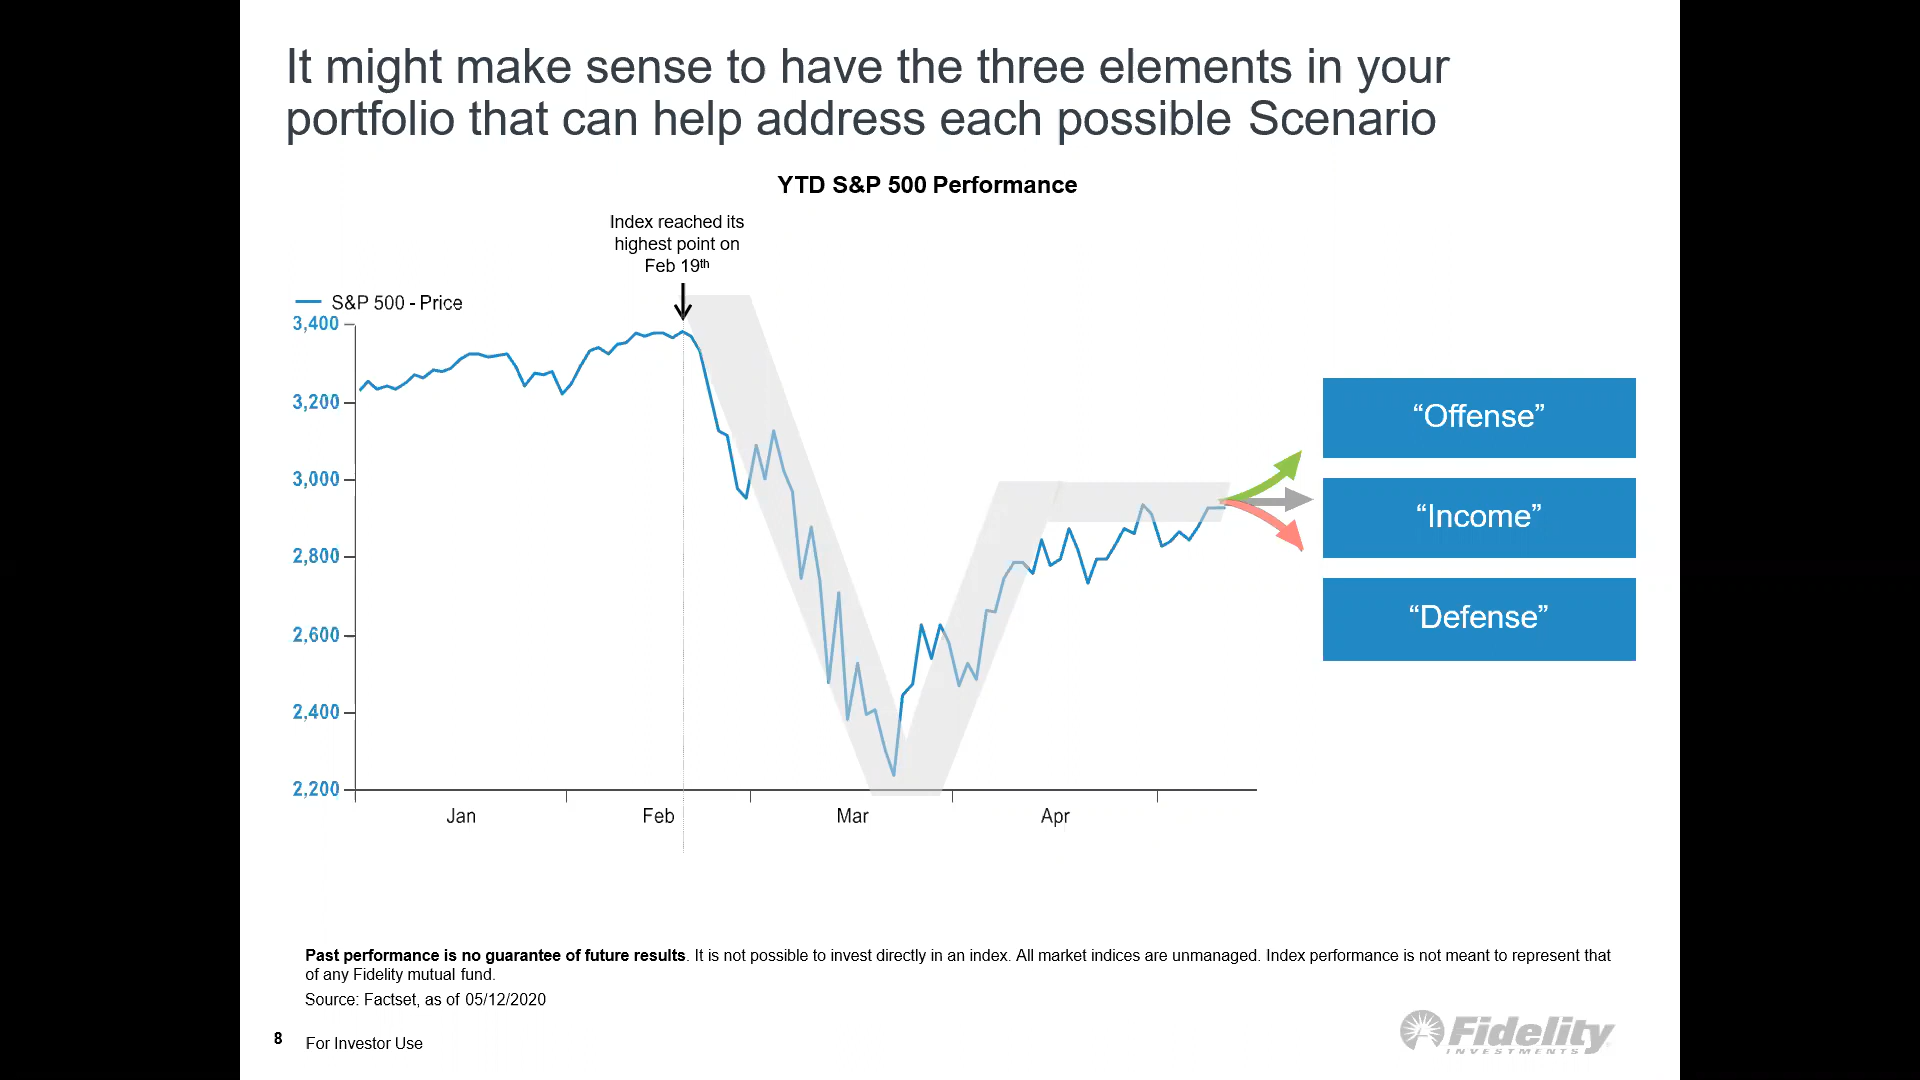 It might make sense to have the three elements in your
portfolio that can help address each possible Scenario
YTD S&P 500 Performance
Index reached its
highest point on
Feb 19th
S&P 500 - Price
3,400
3,200
3,000
2,800
2,600
2,400
2,200
Jan
Feb
Mar
Apr
“Offense”
“Income”
“Defense”
Past performance is no guarantee of future results. It is not possible to invest directly in an index. All market indices are unmanaged. Index performance is not meant to represent that
of any Fidelity mutual fund.
Source: Factset, as of 05/12/2020
8 For Investor Use
Fidelity
INVESTMENTS